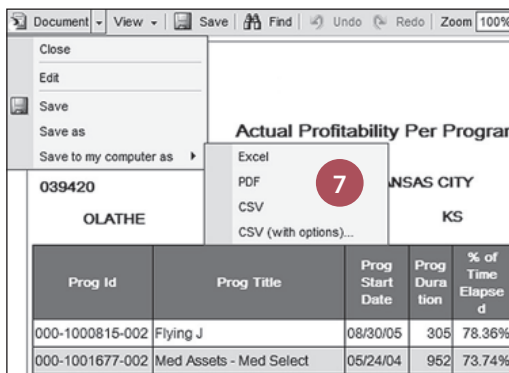 Document View Save Find Undo Redo Zoom 100%
Close
Edit
Save
Save as
Actual Profitability Per Program
Save to my computer as
Excel
PDF
CSV
CSV (with options)...
7
039420
OLATHE
KANSAS CITY
KS
Prog Id
Prog Title
Prog Start Date
Prog Dura tion
% of Time Elapse d
000-1000815-002 Flying J 08/30/05 305 78.36%
000-1001677-002 Med Assets - Med Select 05/24/04 952 73.74%